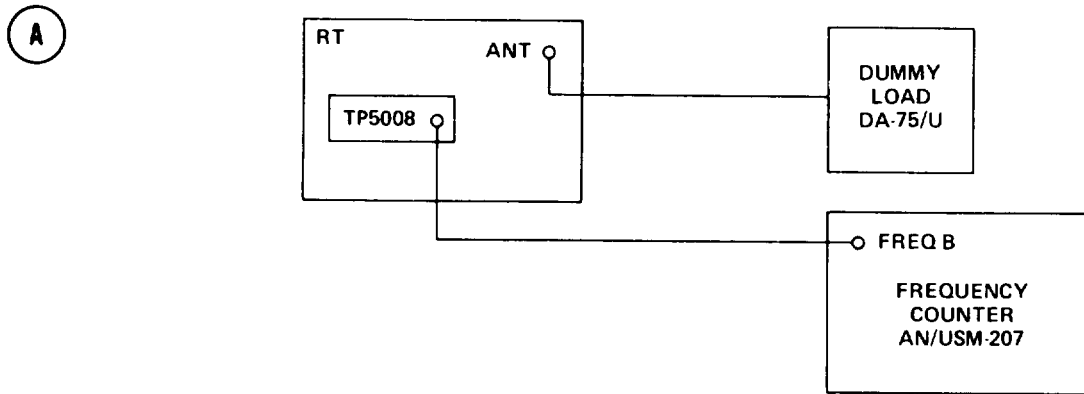 A
RT
ANT
TP5008
DUMMY
LOAD
DA-75/U
FREQ B
FREQUENCY
COUNTER
AN/USM-207